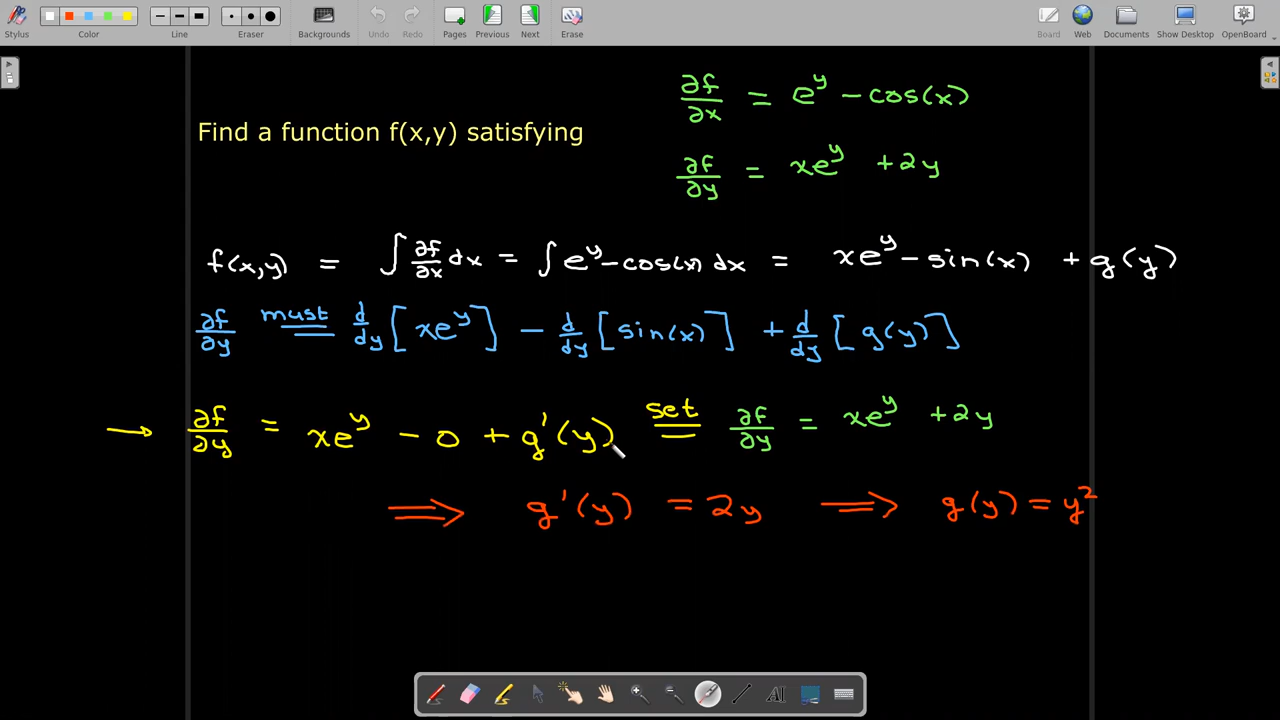 Stylus Color Line Eraser Backgrounds Undo Redo Pages Previous Next Erase Board Web Documents Show Desktop OpenBoard
∂f/∂x = e^y - cos(x)
Find a function f(x,y) satisfying
∂f/∂y = xe^y + 2y
f(x,y) = ∫ ∂f/∂x dx = ∫ e^y - cos(x) dx = xe^y - sin(x) + g(y)
∂f/∂y must = d/dy [xe^y] - d/dy [sin(x)] + d/dy [g(y)]
→ ∂f/∂y = xe^y - 0 + g'(y) set = ∂f/∂y = xe^y + 2y
⟹ g'(y) = 2y ⟹ g(y) = y^2
AI